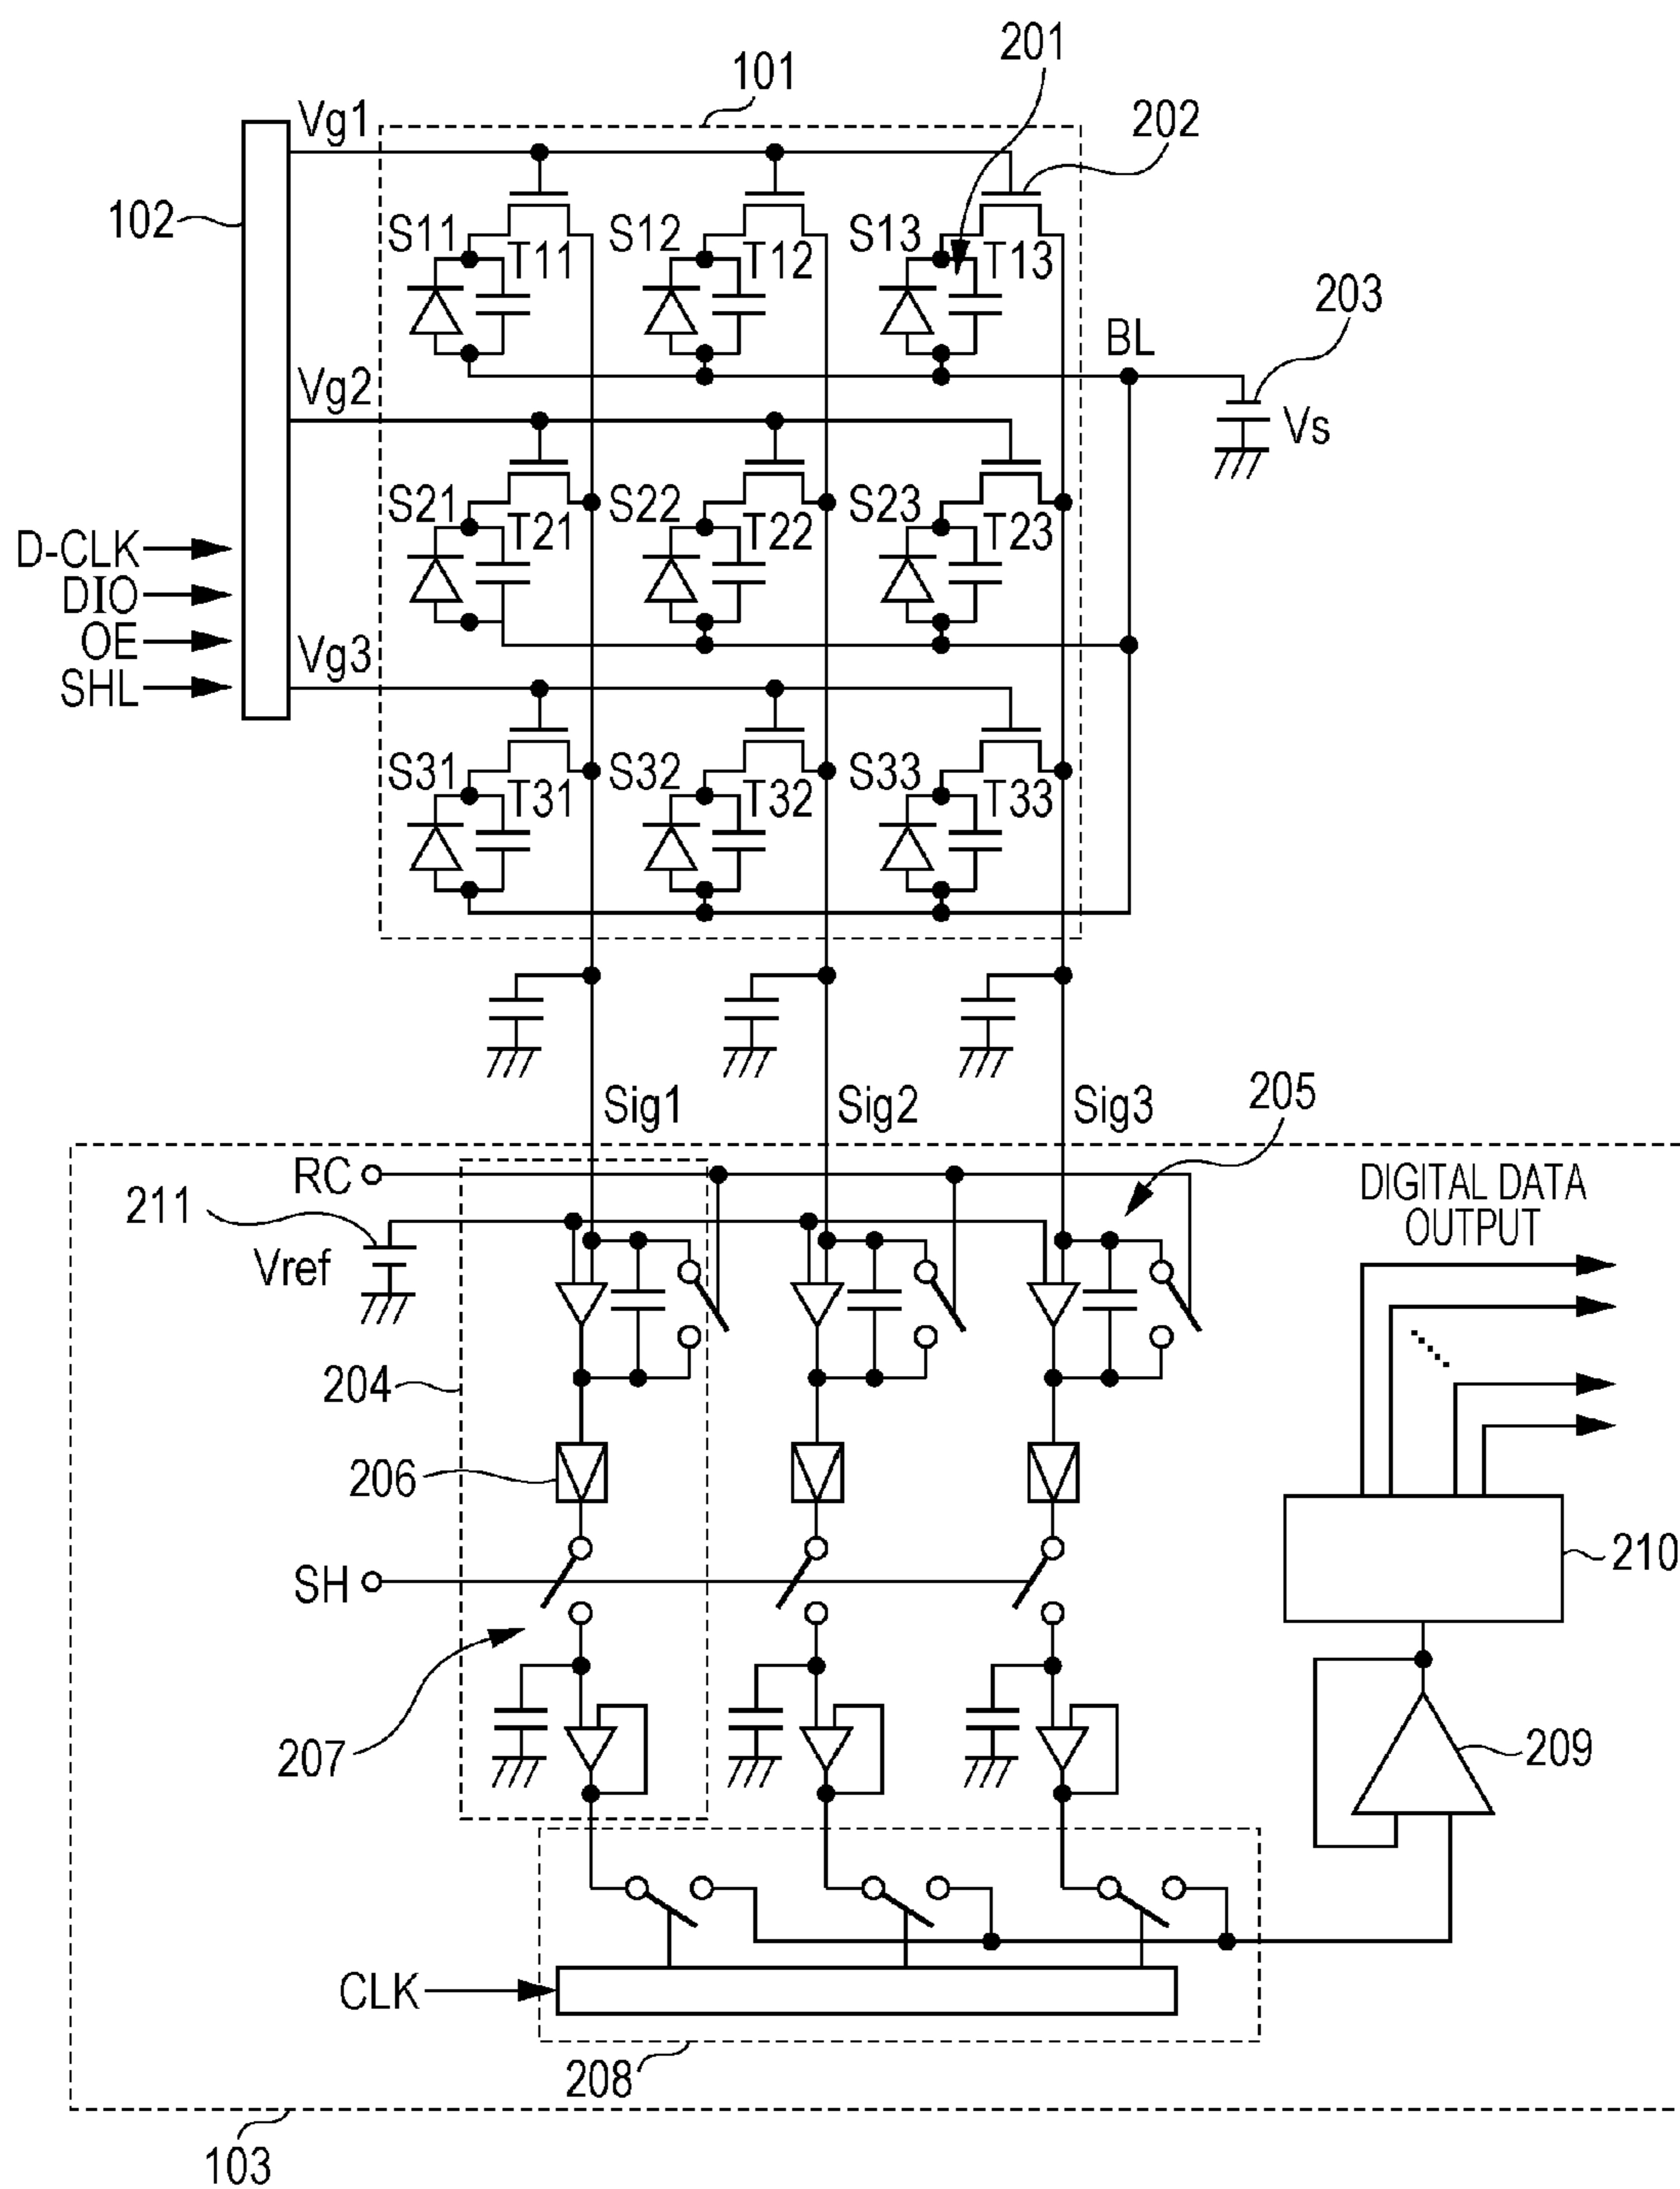 201
101
202
Vg1
102
S11
S12
S13
T11
T12
T13
203
BL
Vg2
Vs
S21
S22
S23
T21
T22
T23
D-CLK
DIO
OE
SHL
Vg3
S31
S32
S33
T31
T32
T33
Sig1
Sig2
Sig3
205
RC
211
Vref
DIGITAL DATA
OUTPUT
204
206
SH
210
207
209
CLK
208
103